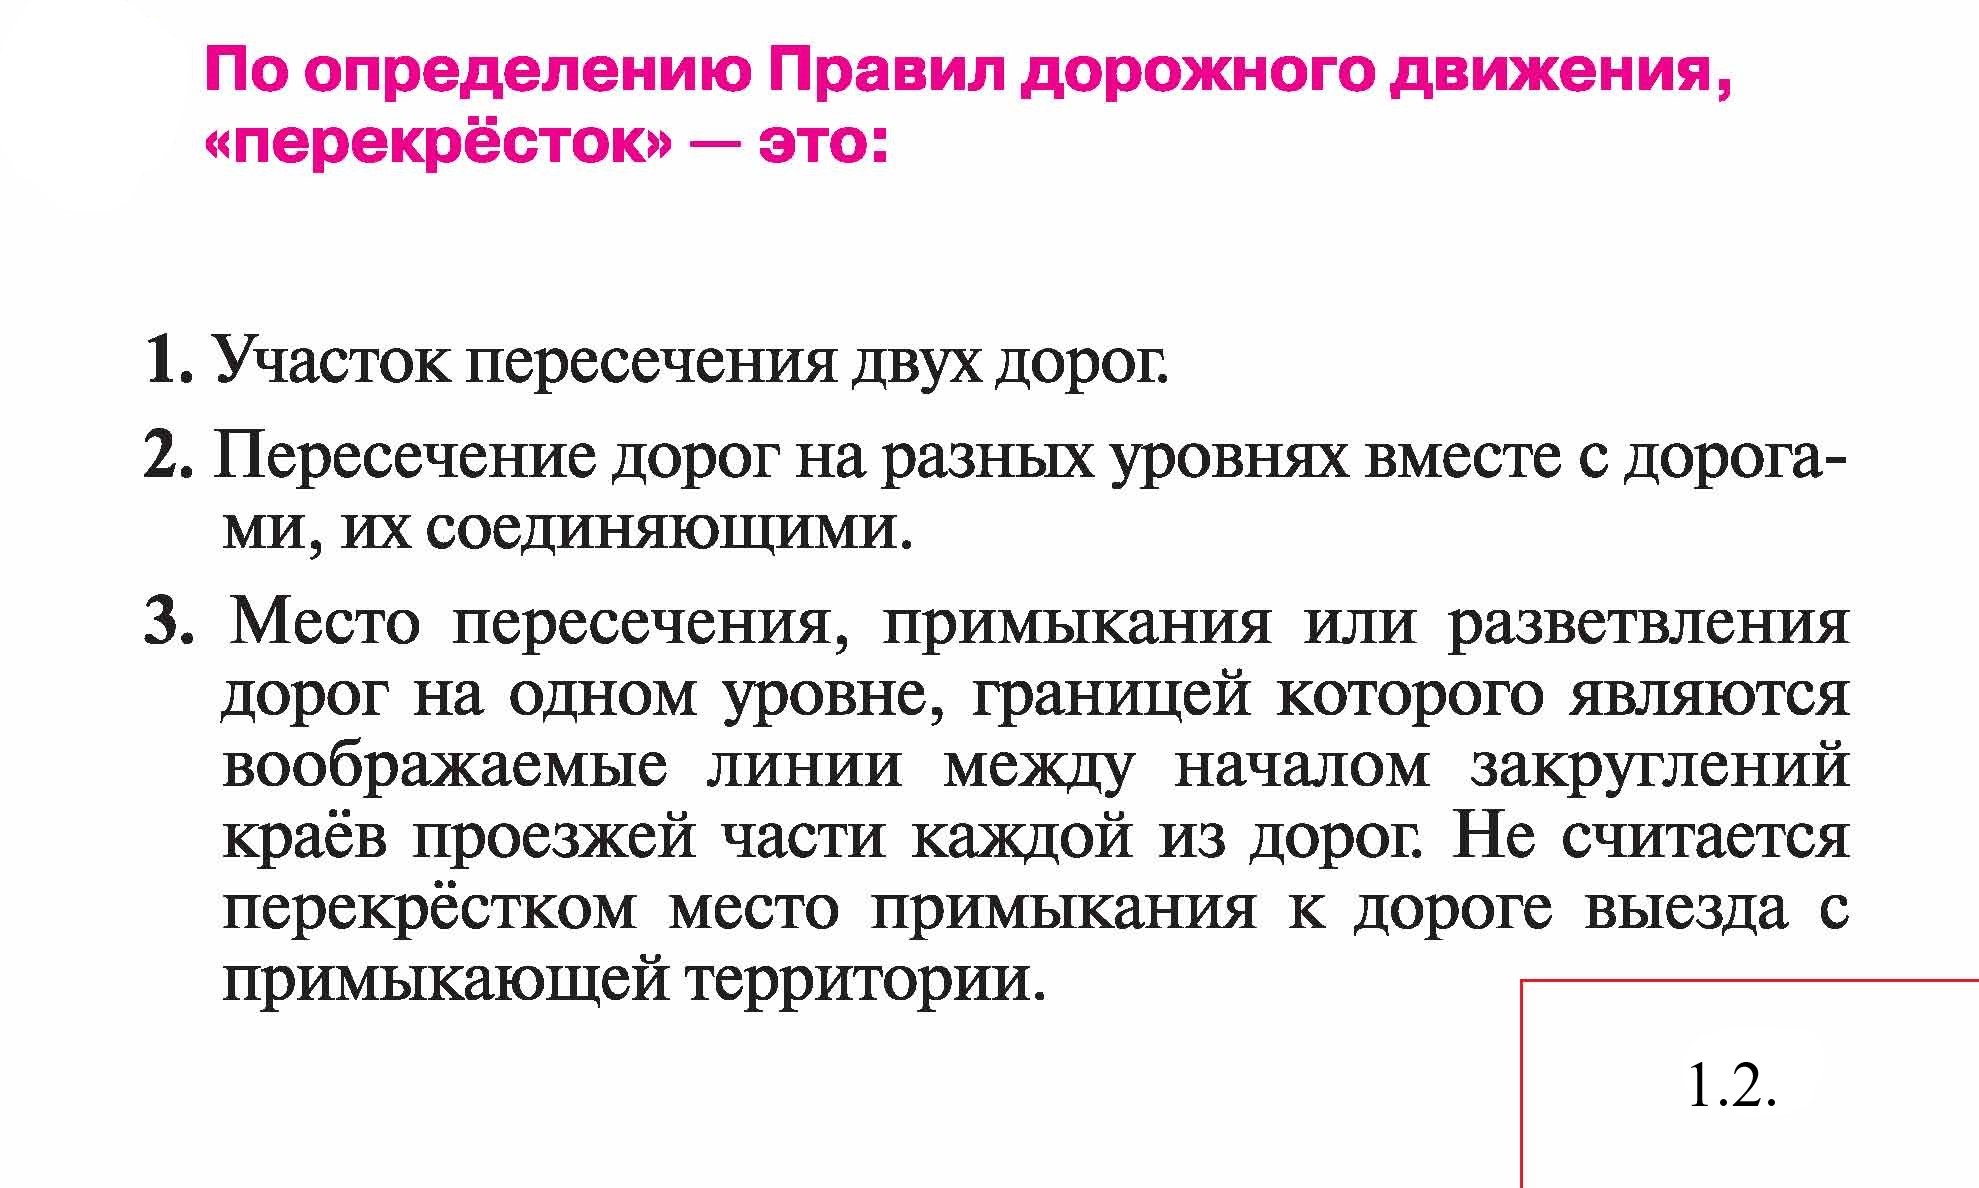 По определению Правил дорожного движения,
«перекрёсток» — это:
1. Участок пересечения двух дорог.
2. Пересечение дорог на разных уровнях вместе с дорога-
ми, их соединяющими.
3. Место пересечения, примыкания или разветвления
дорог на одном уровне, границей которого являются
воображаемые линии между началом закруглений
краёв проезжей части каждой из дорог. Не считается
перекрёстком место примыкания к дороге выезда с
примыкающей территории.
1.2.